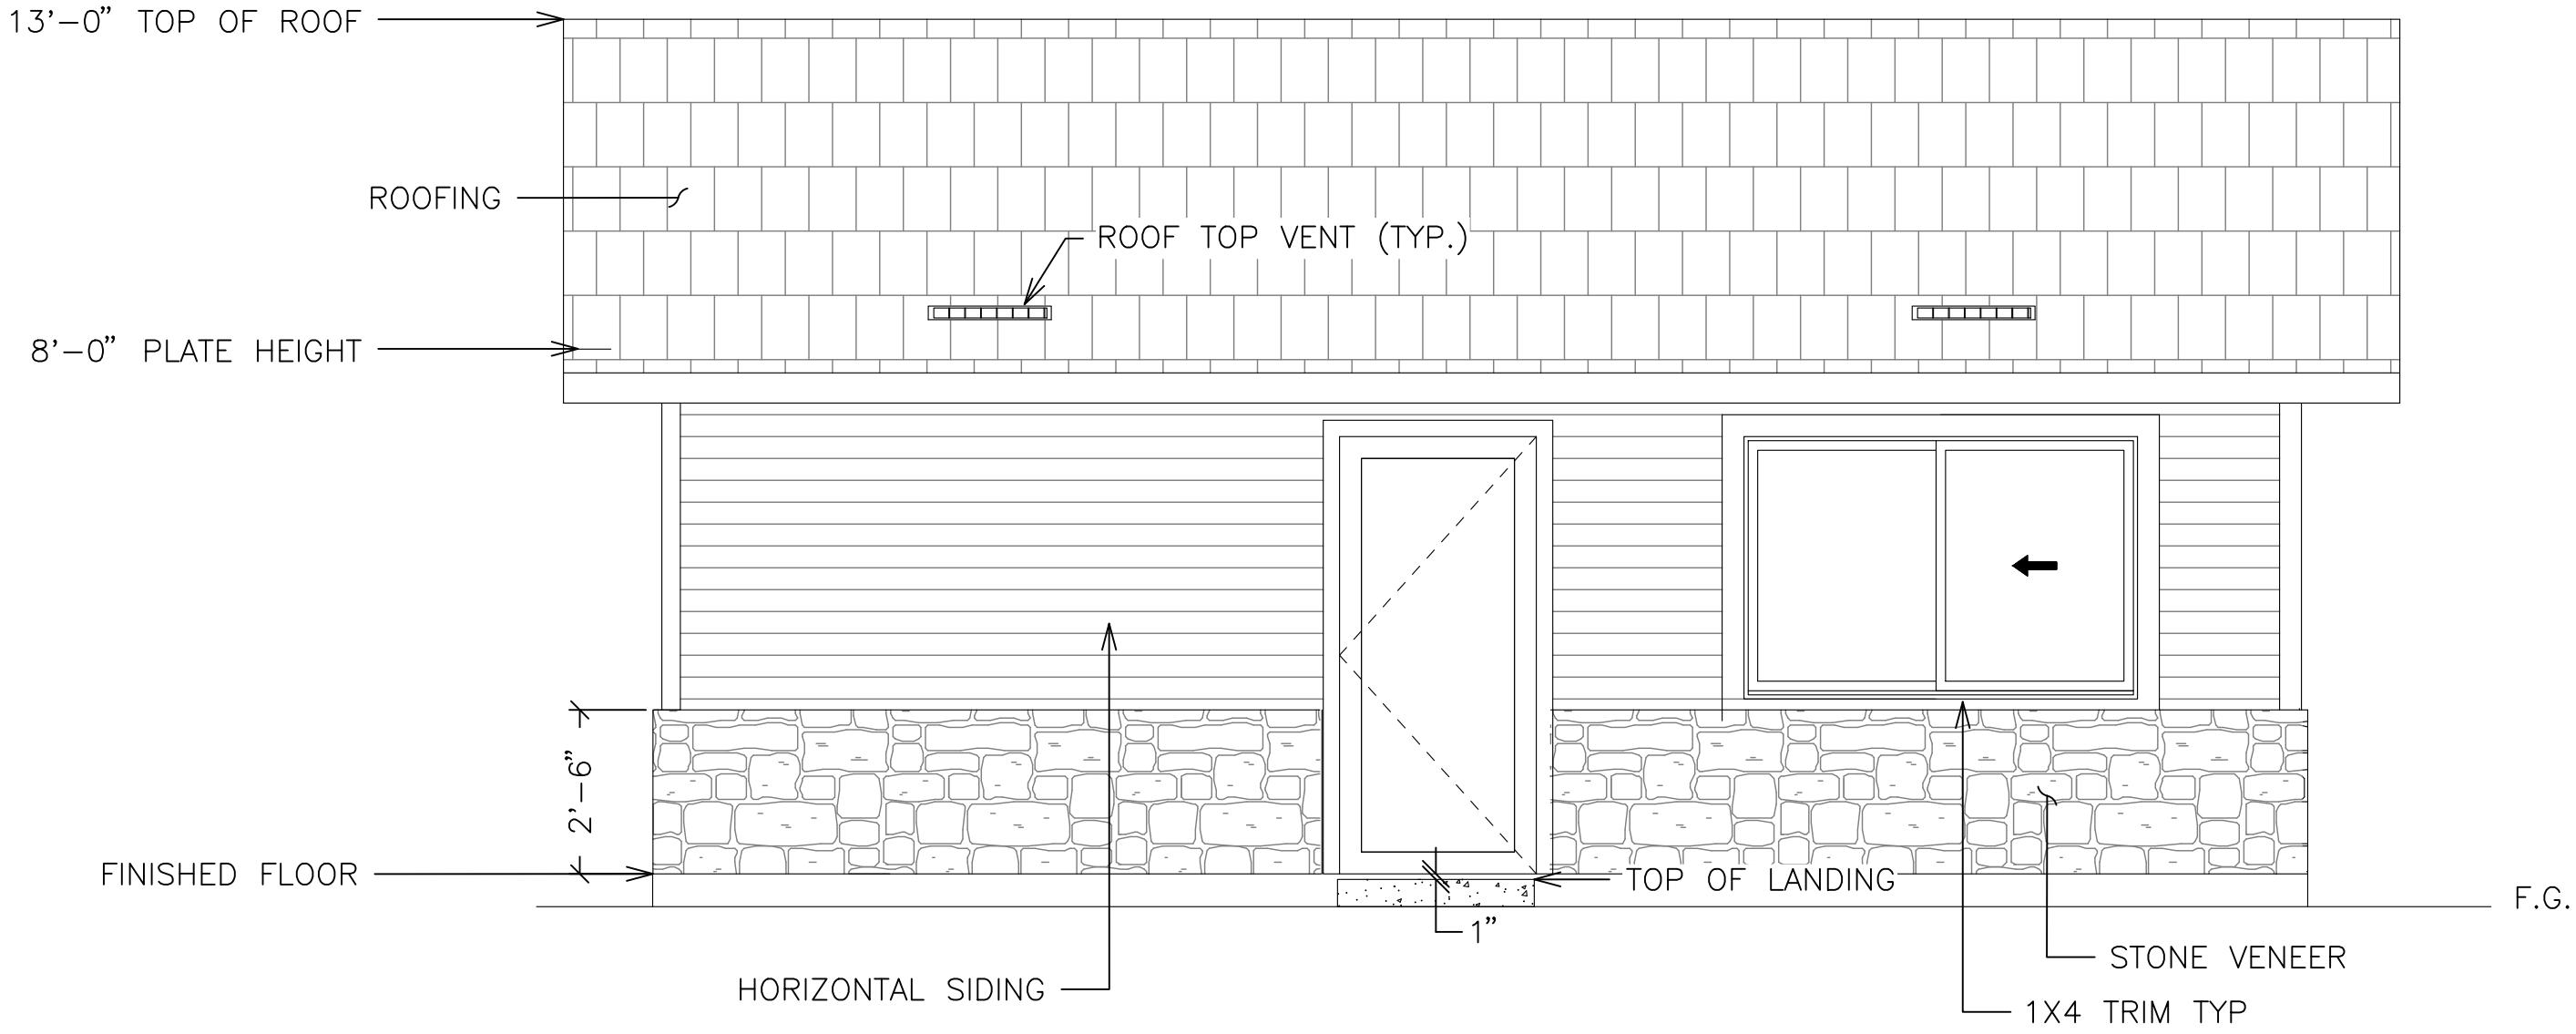 13'-0" TOP OF ROOF
ROOFING
ROOF TOP VENT (TYP.)
8'-0" PLATE HEIGHT
2'-6"
FINISHED FLOOR
TOP OF LANDING
F.G.
1"
STONE VENEER
HORIZONTAL SIDING
1X4 TRIM TYP